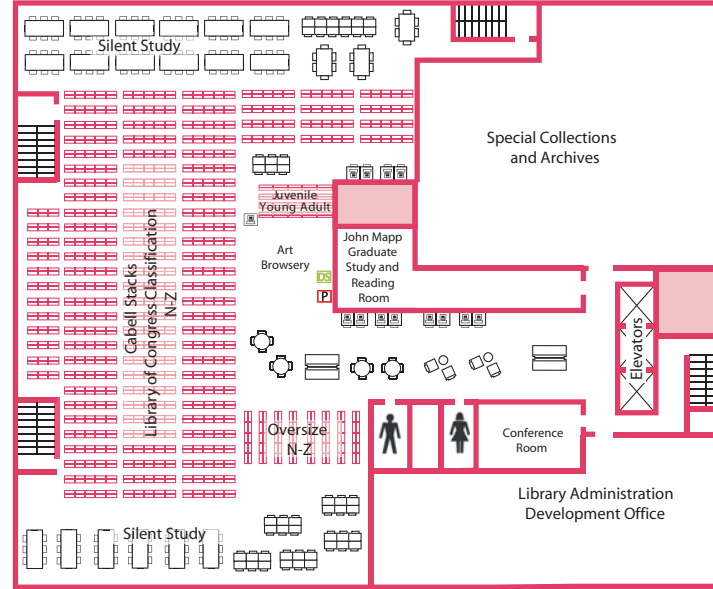 Silent Study
Special Collections
and Archives
Juvenile
Young Adult
John Mapp
Graduate
Study and
Reading
Room
Art
Browsery
DS
P
Cabell Stacks
Library of Congress Classification
N-Z
Elevators
Oversize
N-Z
Conference
Room
Library Administration
Development Office
Silent Study